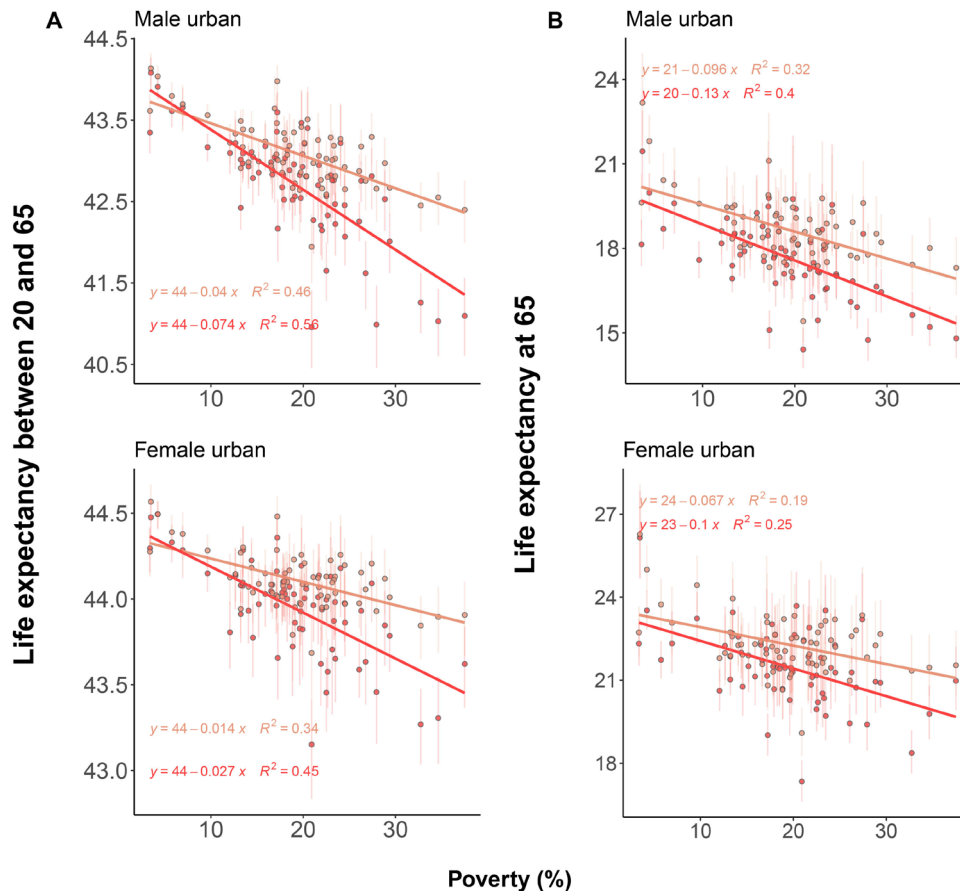 A
Male urban
44.5
43.5
42.5
41.5
40.5
y = 44 − 0.04 x   R² = 0.46
y = 44 − 0.074 x   R² = 0.56
10 20 30
Female urban
44.5
44.0
43.5
43.0
y = 44 − 0.014 x   R² = 0.34
y = 44 − 0.027 x   R² = 0.45
10 20 30
Life expectancy between 20 and 65
B
Male urban
24
21
18
15
y = 21 − 0.096 x   R² = 0.32
y = 20 − 0.13 x   R² = 0.4
10 20 30
Female urban
27
24
21
18
y = 24 − 0.067 x   R² = 0.19
y = 23 − 0.1 x   R² = 0.25
10 20 30
Life expectancy at 65
Poverty (%)